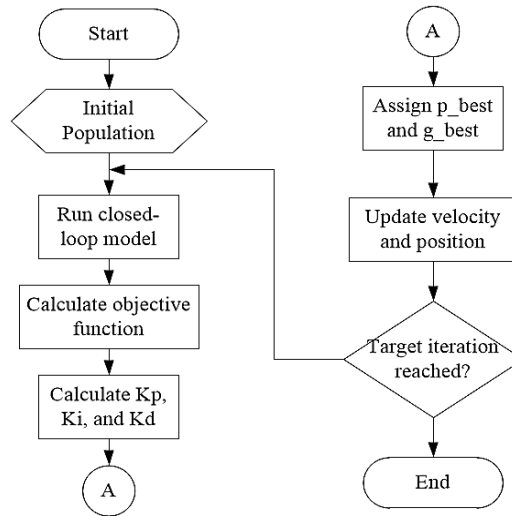 Start
Initial
Population
Run closed-
loop model
Calculate objective
function
Calculate Kp,
Ki, and Kd
A
A
Assign p_best
and g_best
Update velocity
and position
Target iteration
reached?
End